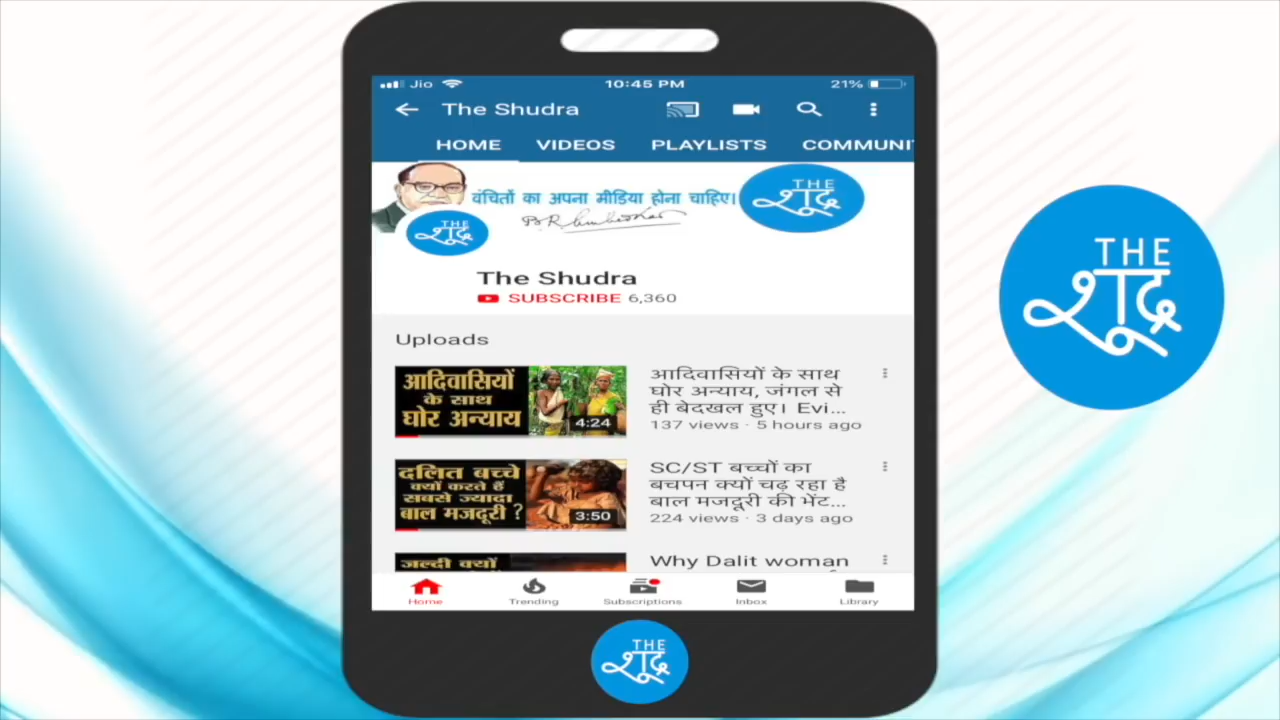 Jio
10:45 PM
21%
The Shudra
HOME VIDEOS PLAYLISTS COMMUNI
वंचितों का अपना मीडिया होना चाहिए।
THE
शूद्र
THE
शूद्र
The Shudra
SUBSCRIBE 6,360
Uploads
आदिवासियों
के साथ
घोर अन्याय
4:24
आदिवासियों के साथ
घोर अन्याय, जंगल से
ही बेदखल हुए। Evi...
137 views · 5 hours ago
दलित बच्चे
क्यों करते हैं
सबसे ज्यादा
बाल मजदूरी ?
3:50
SC/ST बच्चों का
बचपन क्यों चढ़ रहा है
बाल मजदूरी की भेंट...
224 views · 3 days ago
जल्दी क्यों
Why Dalit woman
Home Trending Subscriptions Inbox Library
THE
शूद्र
THE
शूद्र